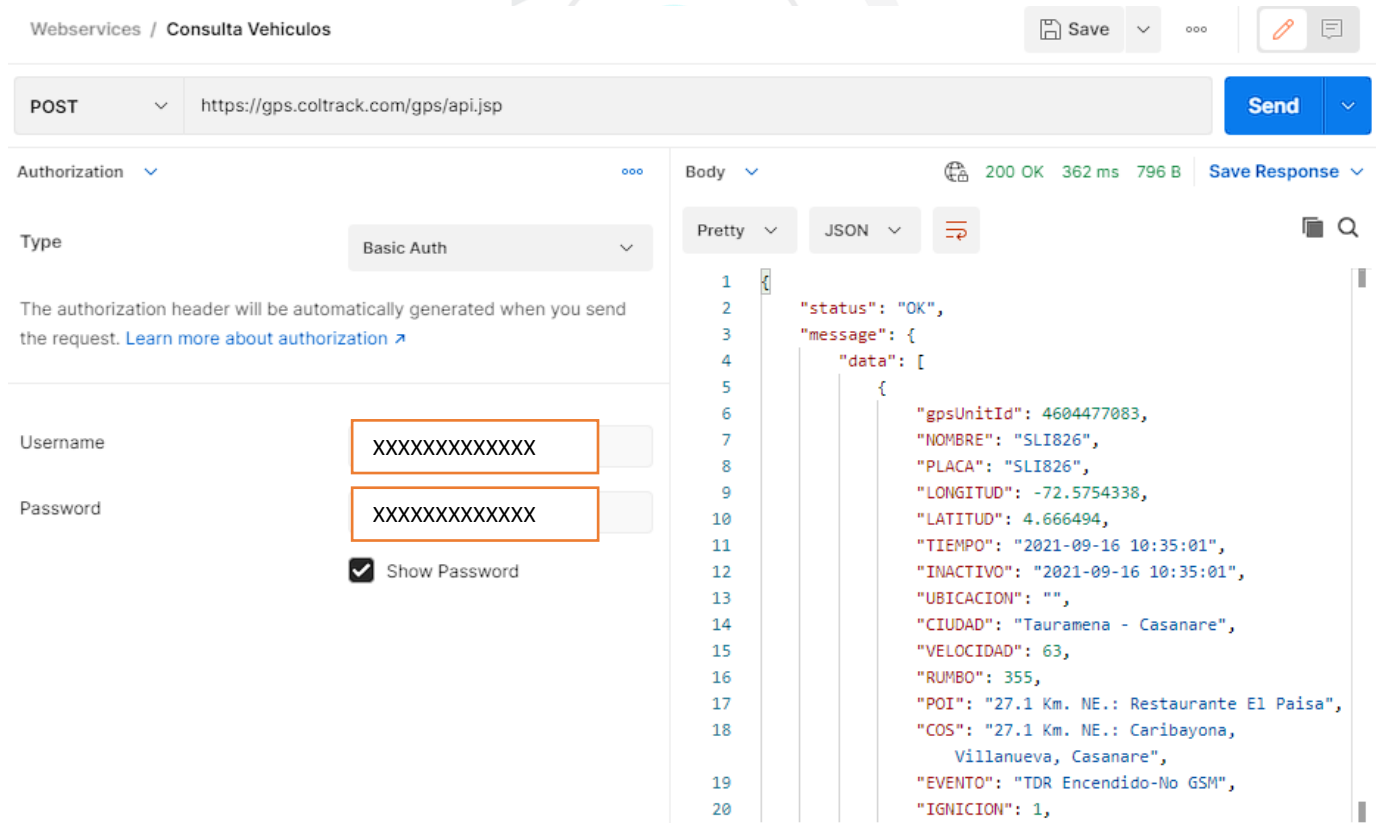 Webservices / Consulta Vehiculos
Save
POST
https://gps.coltrack.com/gps/api.jsp
Send
Authorization
Type
Basic Auth
The authorization header will be automatically generated when you send
the request. Learn more about authorization ↗
Username
XXXXXXXXXXXXX
Password
XXXXXXXXXXXXX
Show Password
Body
200 OK 362 ms 796 B Save Response
Pretty
JSON
1 {
2 "status": "OK",
3 "message": {
4 "data": [
5 {
6 "gpsUnitId": 4604477083,
7 "NOMBRE": "SLI826",
8 "PLACA": "SLI826",
9 "LONGITUD": -72.5754338,
10 "LATITUD": 4.666494,
11 "TIEMPO": "2021-09-16 10:35:01",
12 "INACTIVO": "2021-09-16 10:35:01",
13 "UBICACION": "",
14 "CIUDAD": "Tauramena - Casanare",
15 "VELOCIDAD": 63,
16 "RUMBO": 355,
17 "POI": "27.1 Km. NE.: Restaurante El Paisa",
18 "COS": "27.1 Km. NE.: Caribayona,
Villanueva, Casanare",
19 "EVENTO": "TDR Encendido-No GSM",
20 "IGNICION": 1,